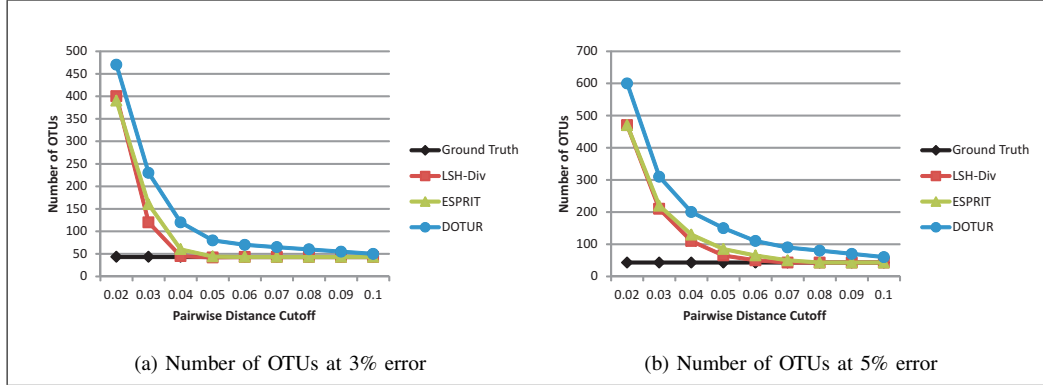 500
450
400
350
300
250
200
150
100
50
0
Number of OTUs
0.02 0.03 0.04 0.05 0.06 0.07 0.08 0.09 0.1
Pairwise Distance Cutoff
Ground Truth
LSH-Div
ESPRIT
DOTUR
(a) Number of OTUs at 3% error
700
600
500
400
300
200
100
0
Number of OTUs
0.02 0.03 0.04 0.05 0.06 0.07 0.08 0.09 0.1
Pairwise Distance Cutoff
Ground Truth
LSH-Div
ESPRIT
DOTUR
(b) Number of OTUs at 5% error